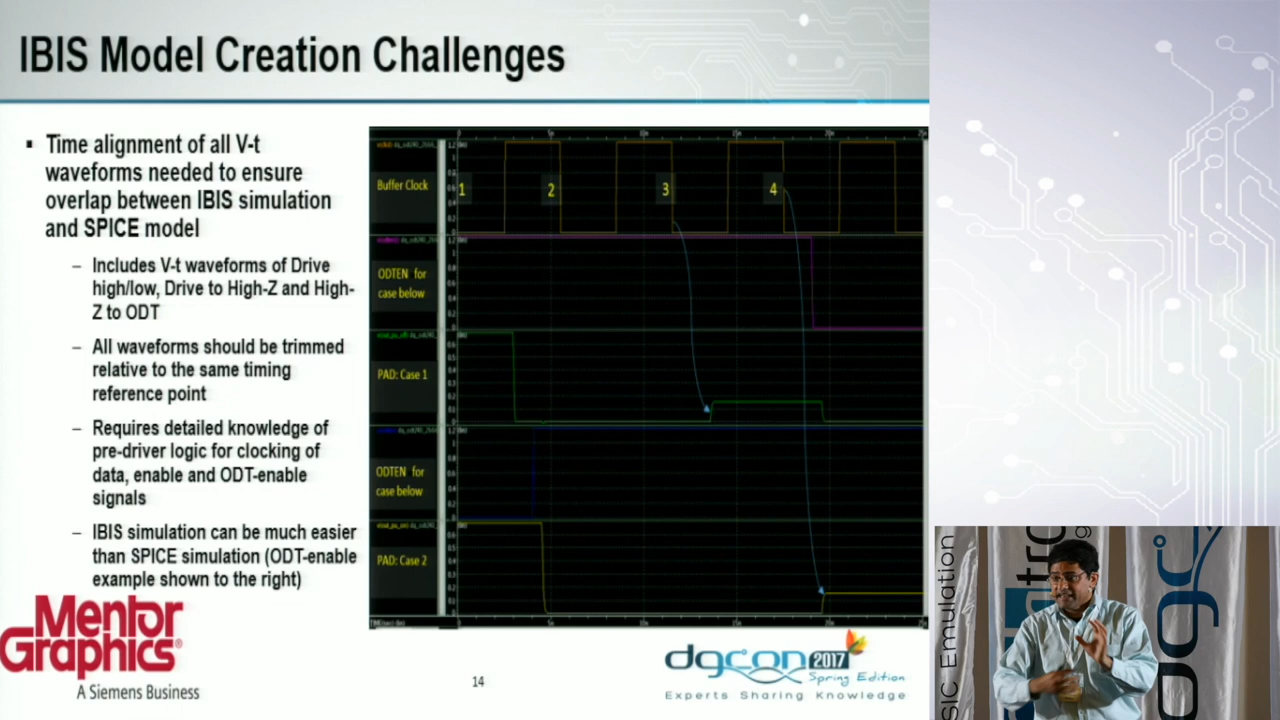 IBIS Model Creation Challenges
▪ Time alignment of all V-t
waveforms needed to ensure
overlap between IBIS simulation
and SPICE model
– Includes V-t waveforms of Drive
high/low, Drive to High-Z and High-
Z to ODT
– All waveforms should be trimmed
relative to the same timing
reference point
– Requires detailed knowledge of
pre-driver logic for clocking of
data, enable and ODT-enable
signals
– IBIS simulation can be much easier
than SPICE simulation (ODT-enable
example shown to the right)
Buffer Clock
1 2 3 4
ODTEN for
case below
PAD: Case 1
ODTEN for
case below
PAD: Case 2
Mentor
Graphics®
A Siemens Business
14
dgcon 2017
Spring Edition
Experts Sharing Knowledge
SIC Emulation